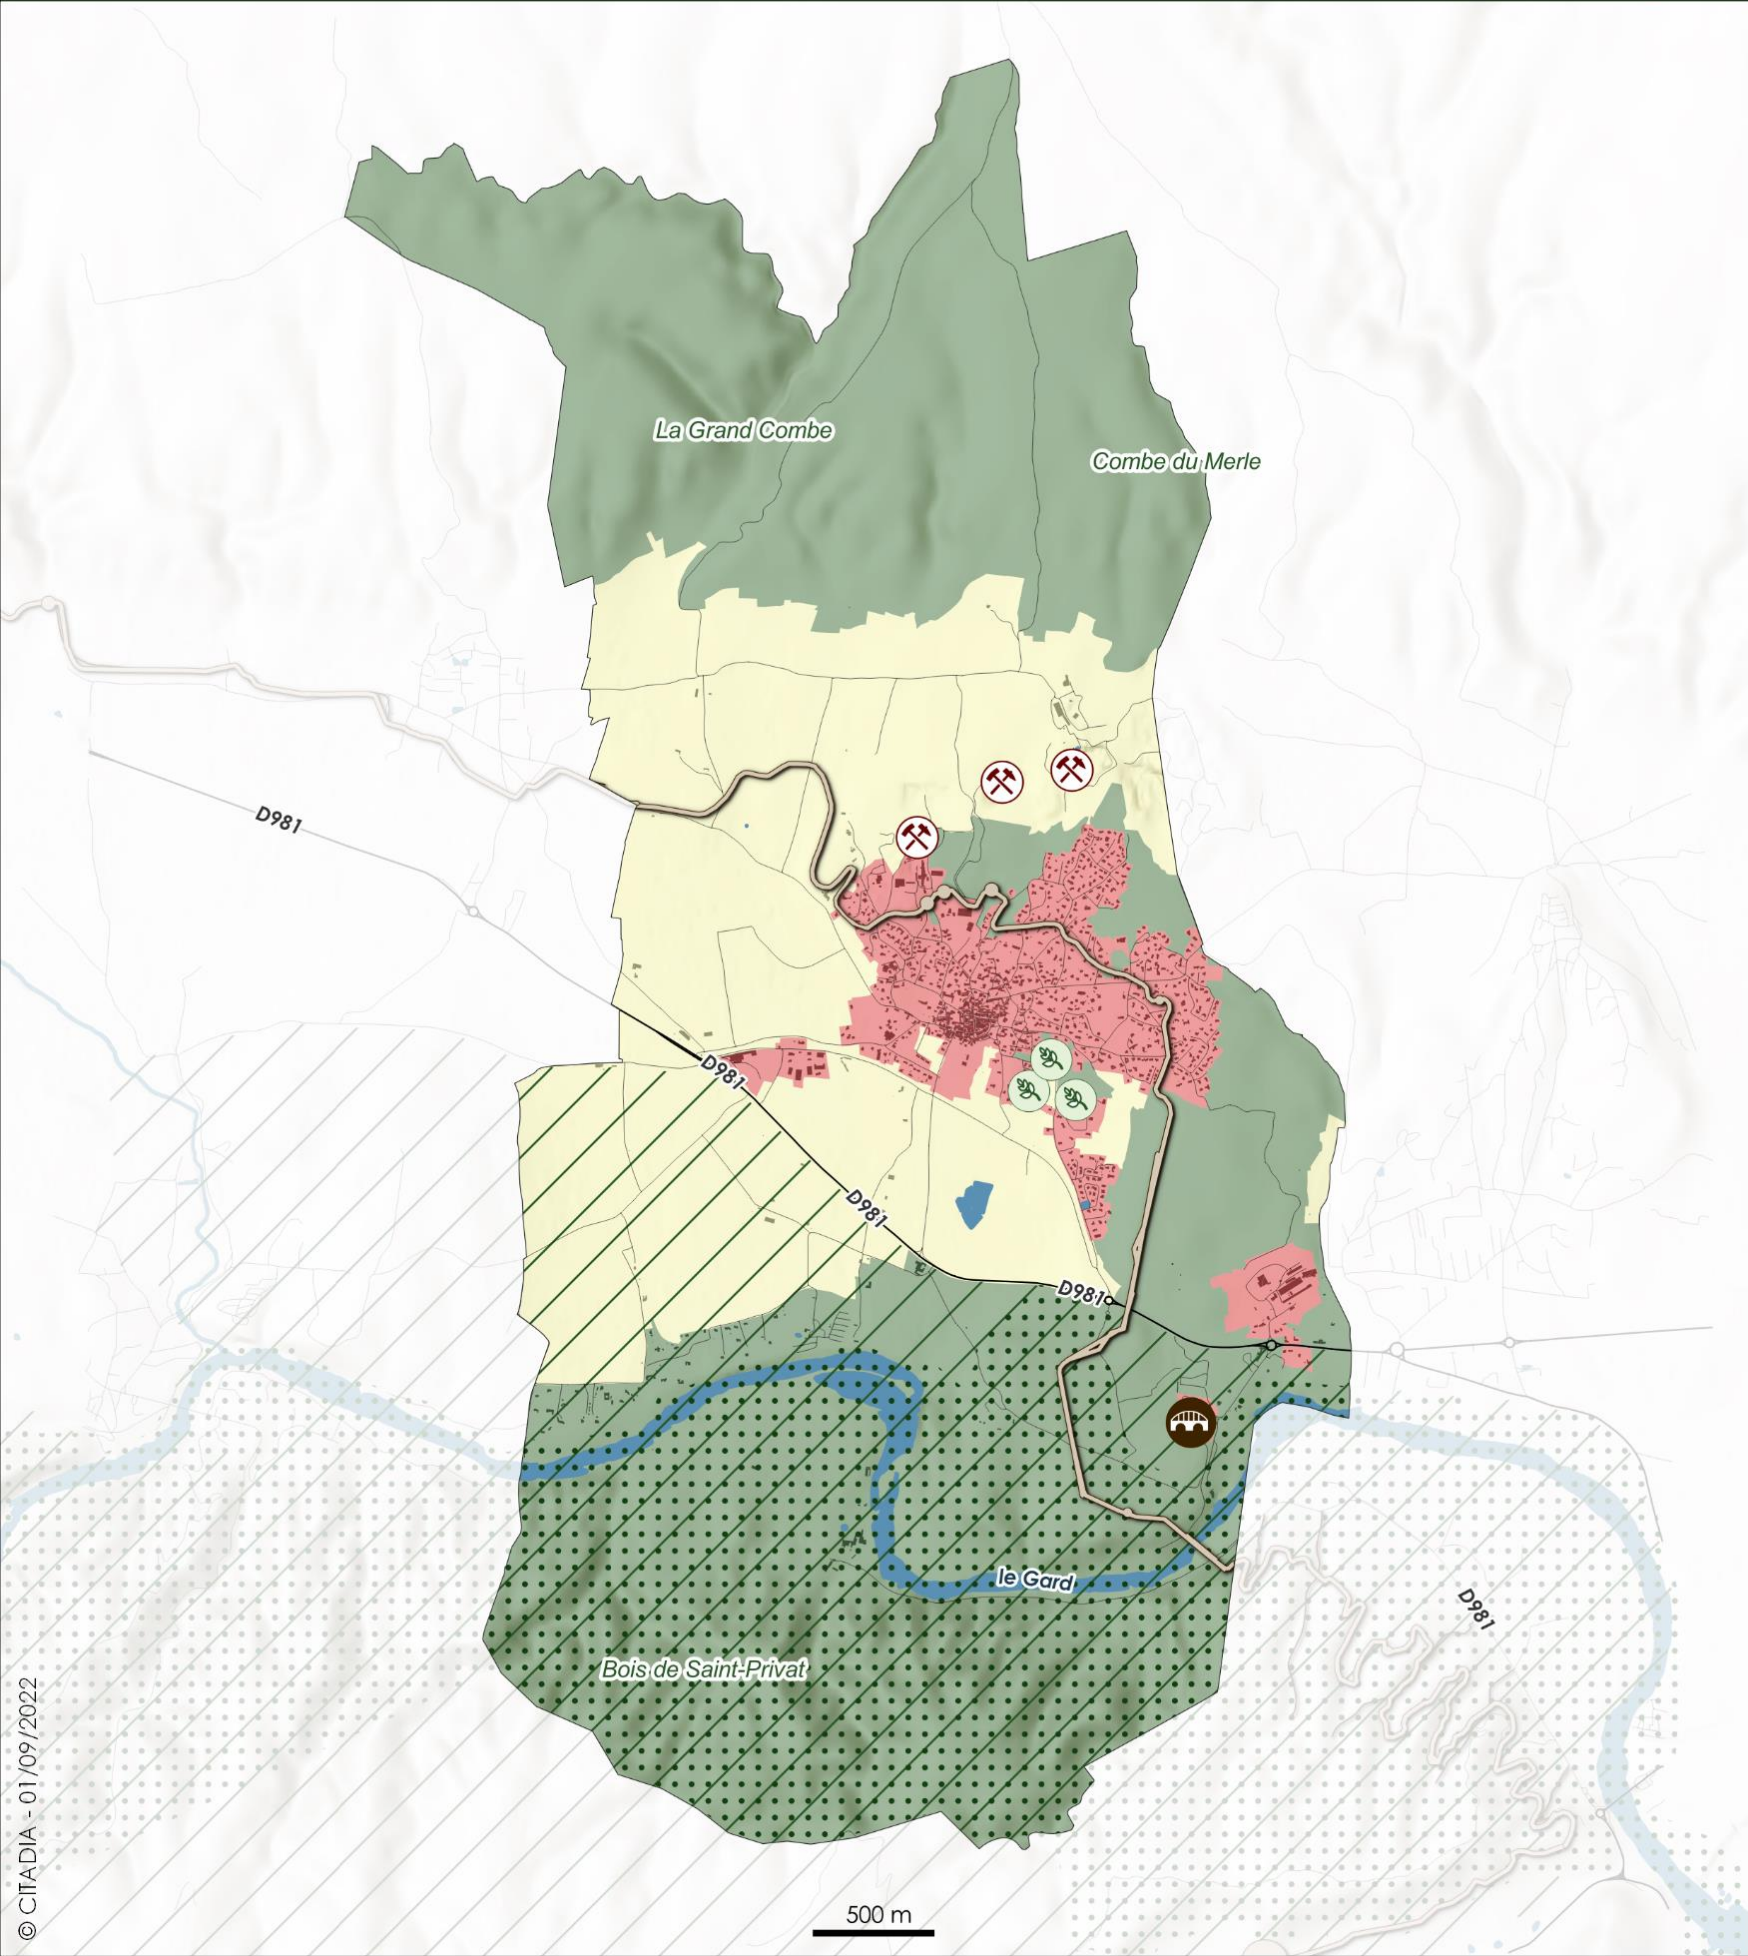 La Grand Combe
Combe du Merle
D981
D981
D981
D981
le Gard
D981
Bois de Saint-Privat
500 m
© CITADIA - 01/09/2022